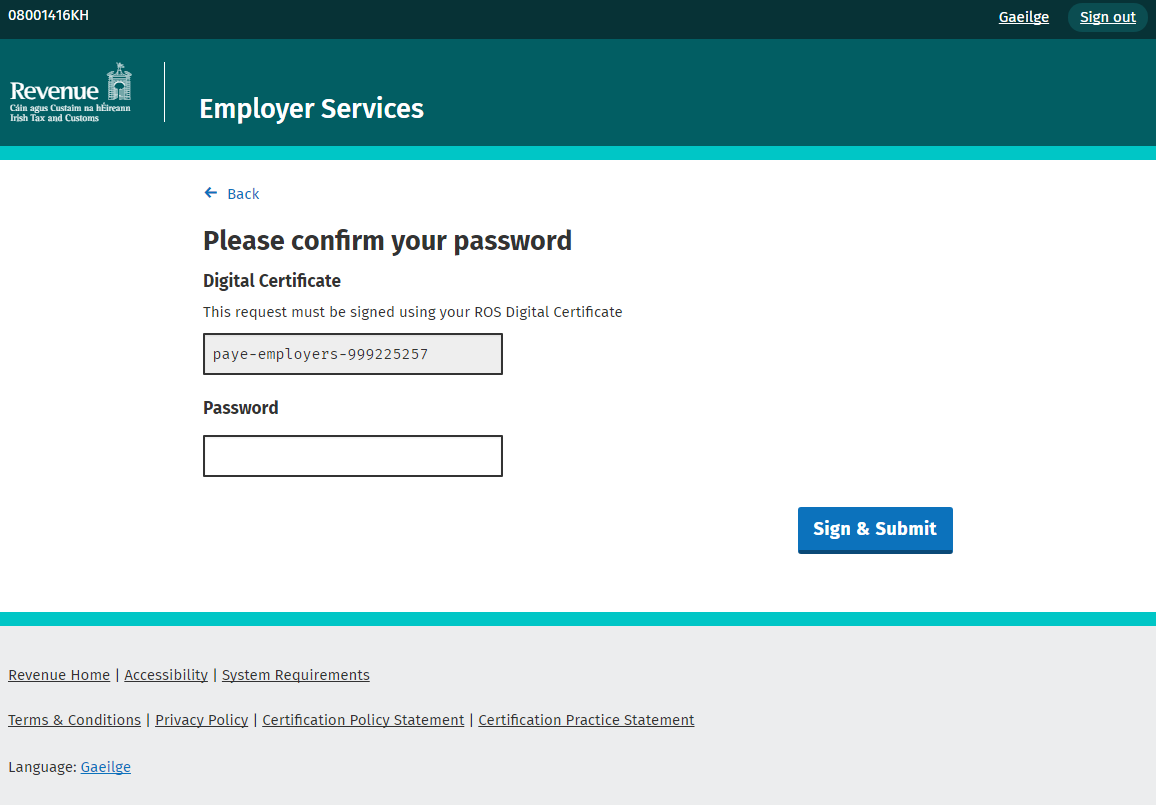 08001416KH
Gaeilge
Sign out
Revenue
Cáin agus Custaim na hÉireann
Irish Tax and Customs
Employer Services
Back
Please confirm your password
Digital Certificate
This request must be signed using your ROS Digital Certificate
paye-employers-999225257
Password
Sign & Submit
Revenue Home | Accessibility | System Requirements
Terms & Conditions | Privacy Policy | Certification Policy Statement | Certification Practice Statement
Language: Gaeilge